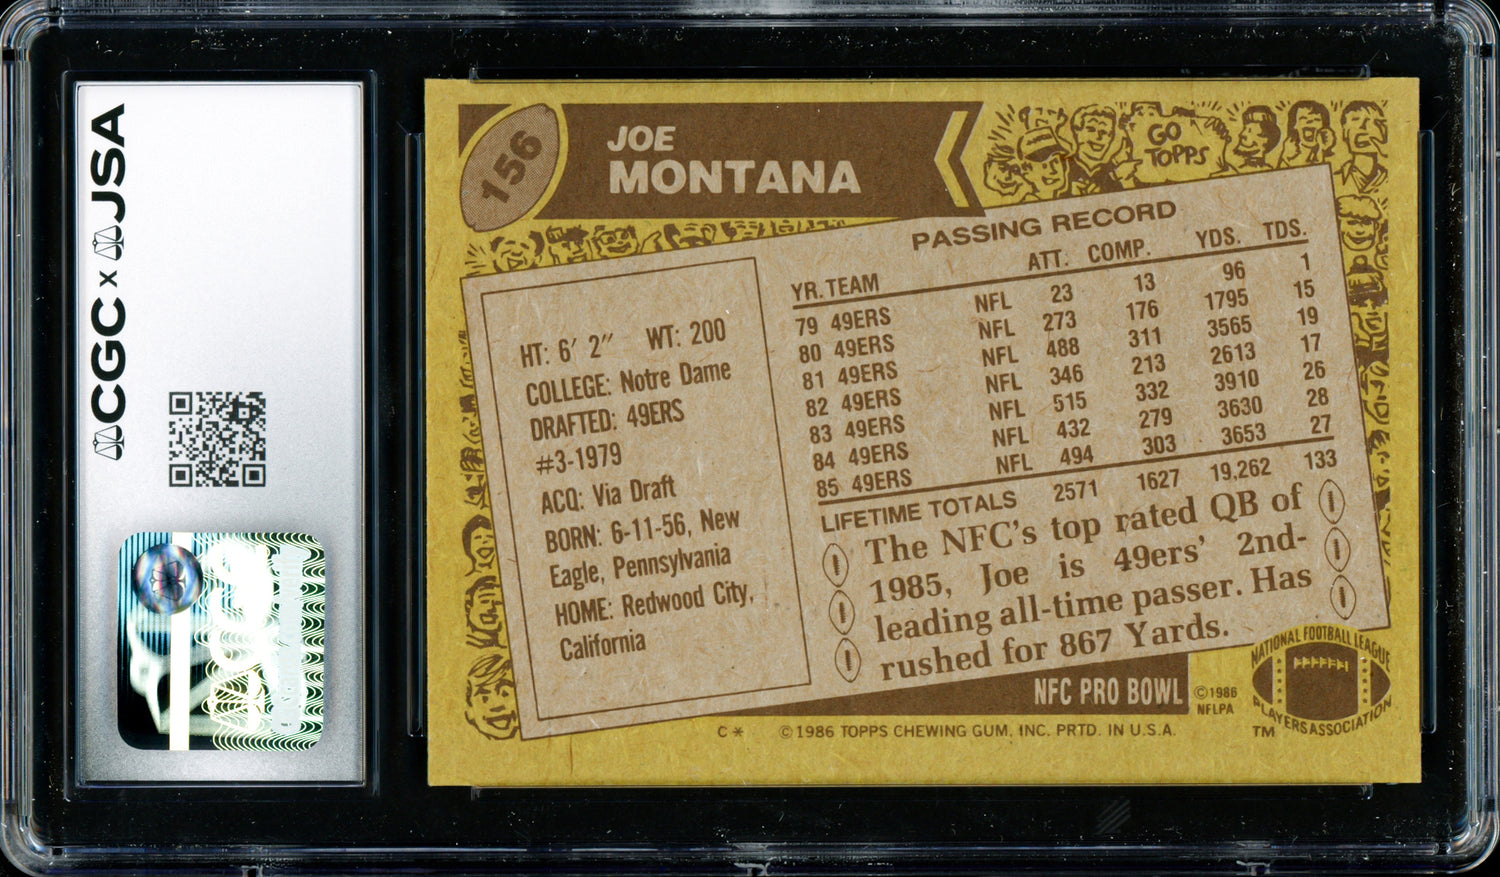 CGC x JSA
156
JOE
MONTANA
GO
TOPPS
HT: 6′ 2″ WT: 200
COLLEGE: Notre Dame
DRAFTED: 49ERS
#3-1979
ACQ: Via Draft
BORN: 6-11-56, New
Eagle, Pennsylvania
HOME: Redwood City,
California
PASSING RECORD
YR. TEAM ATT. COMP. YDS. TDS.
79 49ERS NFL 23 13 96 1
80 49ERS NFL 273 176 1795 15
81 49ERS NFL 488 311 3565 19
82 49ERS NFL 346 213 2613 17
83 49ERS NFL 515 332 3910 26
84 49ERS NFL 432 279 3630 28
85 49ERS NFL 494 303 3653 27
LIFETIME TOTALS 2571 1627 19,262 133
The NFC's top rated QB of
1985, Joe is 49ers' 2nd-
leading all-time passer. Has
rushed for 867 Yards.
NFC PRO BOWL
©1986
NFLPA
NATIONAL FOOTBALL LEAGUE
PLAYERS ASSOCIATION
TM
C* ©1986 TOPPS CHEWING GUM, INC. PRTD. IN U.S.A.